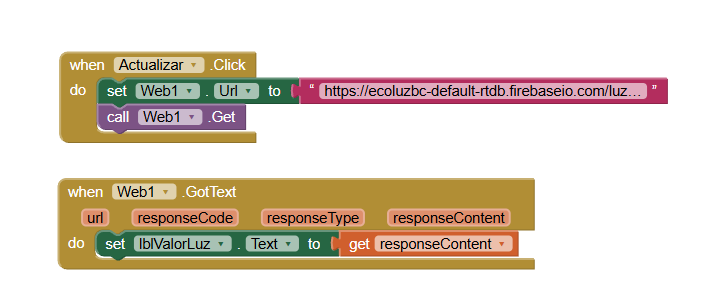 when Actualizar .Click
do set Web1 . Url to “ https://ecoluzbc-default-rtdb.firebaseio.com/luz... ”
call Web1 .Get
when Web1 .GotText
url responseCode responseType responseContent
do set lblValorLuz . Text to get responseContent